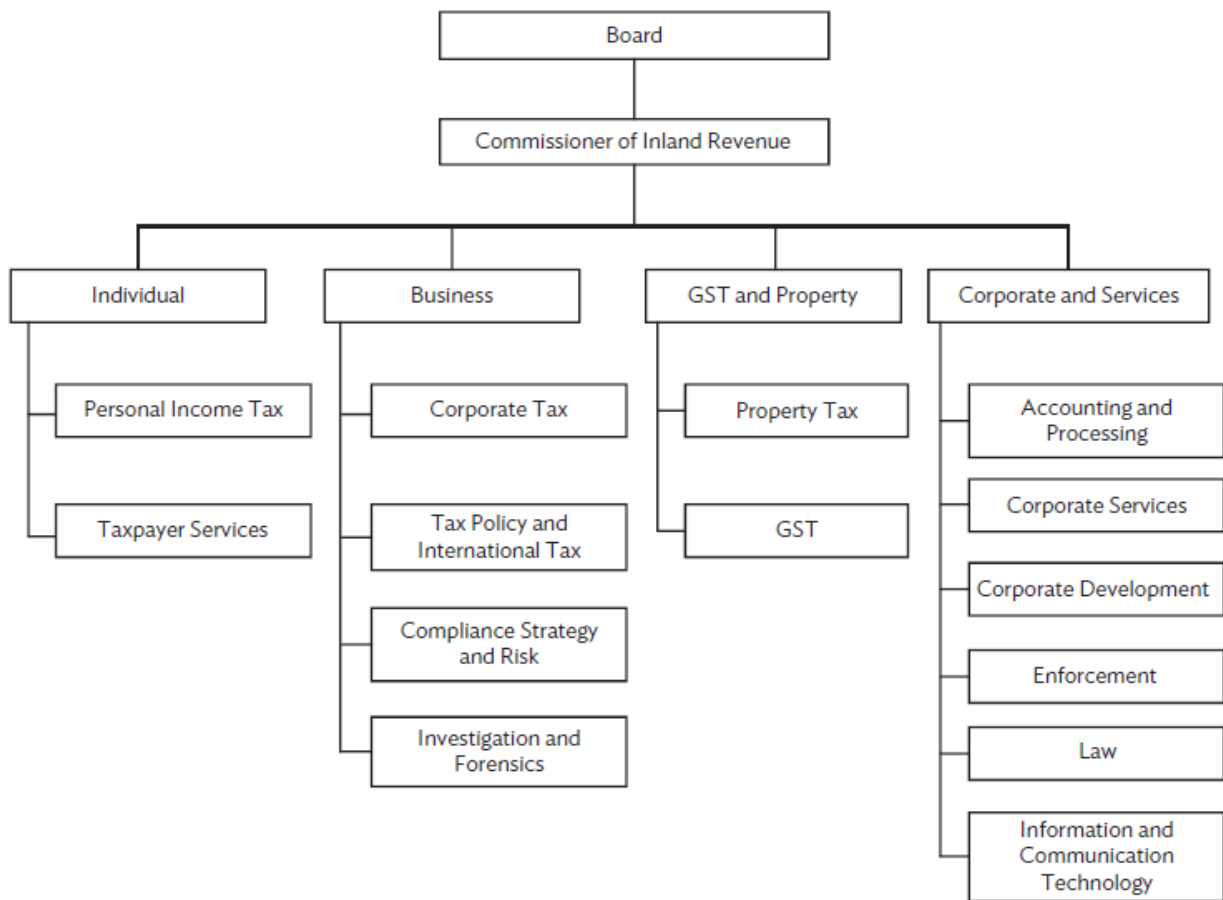 Board
Commissioner of Inland Revenue
Individual
Business
GST and Property
Corporate and Services
Personal Income Tax
Taxpayer Services
Corporate Tax
Tax Policy and
International Tax
Compliance Strategy
and Risk
Investigation and
Forensics
Property Tax
GST
Accounting and
Processing
Corporate Services
Corporate Development
Enforcement
Law
Information and
Communication
Technology